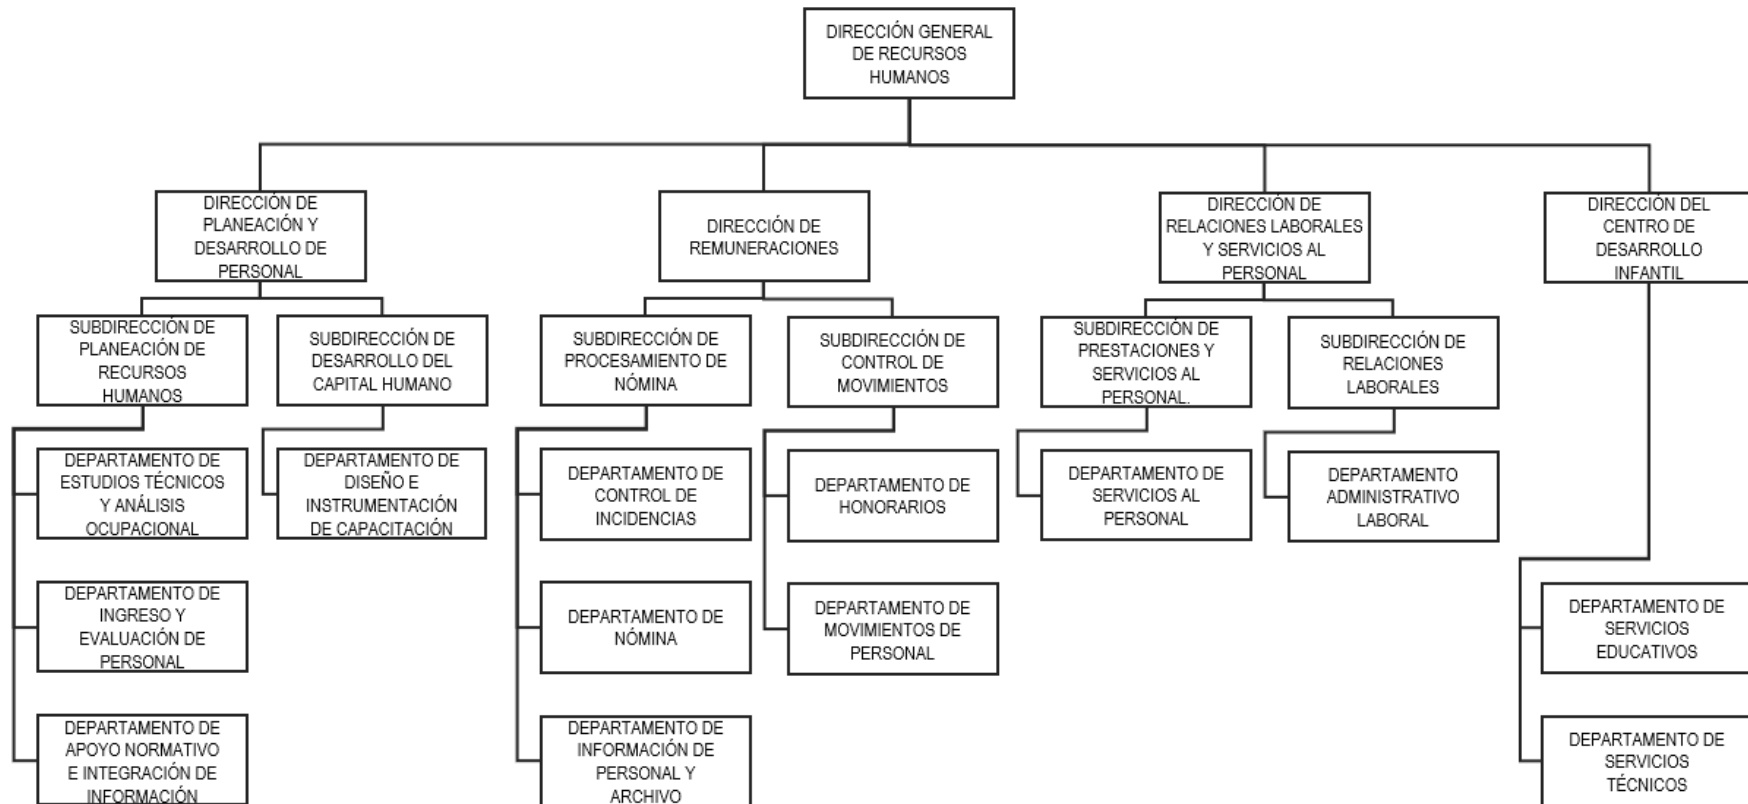 DIRECCIÓN GENERAL
DE RECURSOS
HUMANOS
DIRECCIÓN DE
PLANEACIÓN Y
DESARROLLO DE
PERSONAL
DIRECCIÓN DE
REMUNERACIONES
DIRECCIÓN DE
RELACIONES LABORALES
Y SERVICIOS AL
PERSONAL
DIRECCIÓN DEL
CENTRO DE
DESARROLLO
INFANTIL
SUBDIRECCIÓN DE
PLANEACIÓN DE
RECURSOS
HUMANOS
SUBDIRECCIÓN DE
DESARROLLO DEL
CAPITAL HUMANO
SUBDIRECCIÓN DE
PROCESAMIENTO DE
NÓMINA
SUBDIRECCIÓN DE
CONTROL DE
MOVIMIENTOS
SUBDIRECCIÓN DE
PRESTACIONES Y
SERVICIOS AL
PERSONAL.
SUBDIRECCIÓN DE
RELACIONES
LABORALES
DEPARTAMENTO DE
ESTUDIOS TÉCNICOS
Y ANÁLISIS
OCUPACIONAL
DEPARTAMENTO DE
DISEÑO E
INSTRUMENTACIÓN
DE CAPACITACIÓN
DEPARTAMENTO DE
CONTROL DE
INCIDENCIAS
DEPARTAMENTO DE
HONORARIOS
DEPARTAMENTO DE
SERVICIOS AL
PERSONAL
DEPARTAMENTO
ADMINISTRATIVO
LABORAL
DEPARTAMENTO DE
INGRESO Y
EVALUACIÓN DE
PERSONAL
DEPARTAMENTO DE
NÓMINA
DEPARTAMENTO DE
MOVIMIENTOS DE
PERSONAL
DEPARTAMENTO DE
SERVICIOS
EDUCATIVOS
DEPARTAMENTO DE
APOYO NORMATIVO
E INTEGRACIÓN DE
INFORMACIÓN
DEPARTAMENTO DE
INFORMACIÓN DE
PERSONAL Y
ARCHIVO
DEPARTAMENTO DE
SERVICIOS
TÉCNICOS